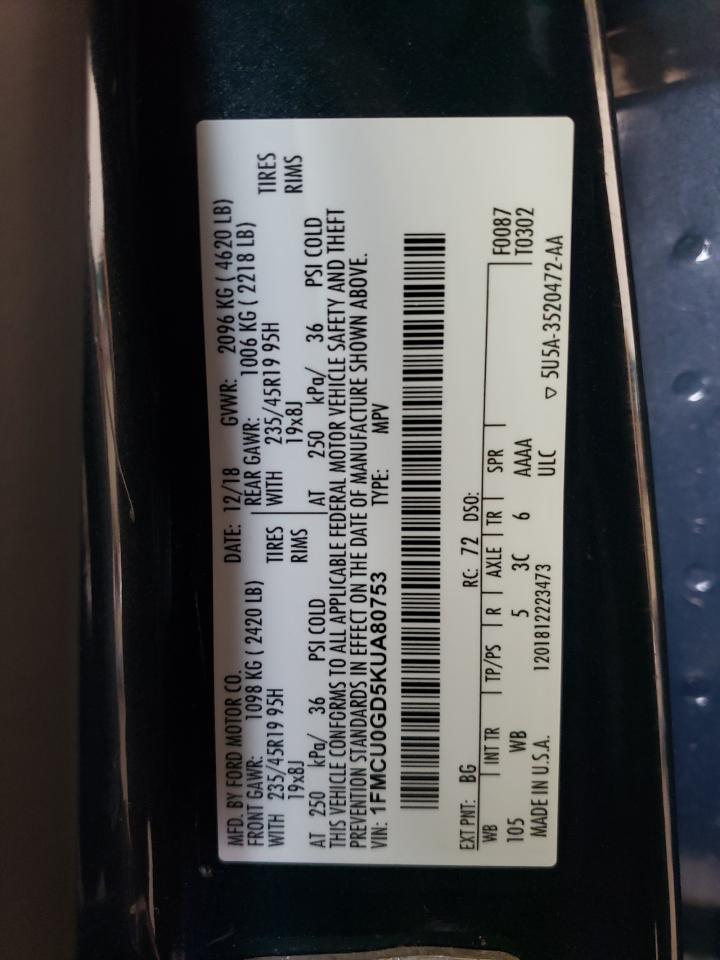 MFD. BY FORD MOTOR CO. DATE: 12/18 GVWR: 2096 KG ( 4620 LB)
FRONT GAWR: 1098 KG ( 2420 LB) REAR GAWR: 1006 KG ( 2218 LB)
WITH 235/45R19 95H TIRES WITH 235/45R19 95H TIRES
19x8J RIMS 19x8J RIMS
AT 250 kPa/ 36 PSI COLD AT 250 kPa/ 36 PSI COLD
THIS VEHICLE CONFORMS TO ALL APPLICABLE FEDERAL MOTOR VEHICLE SAFETY AND THEFT
PREVENTION STANDARDS IN EFFECT ON THE DATE OF MANUFACTURE SHOWN ABOVE.
VIN: 1FMCU0GD5KUA80753 TYPE: MPV
EXT PNT: BG RC: 72 DSO:
WB INT TR TP/PS R AXLE TR SPR F0087
105 WB 5 3C 6 AAAA T0302
MADE IN U.S.A. 1201812223473 ULC ▽ 5U5A-3520472-AA